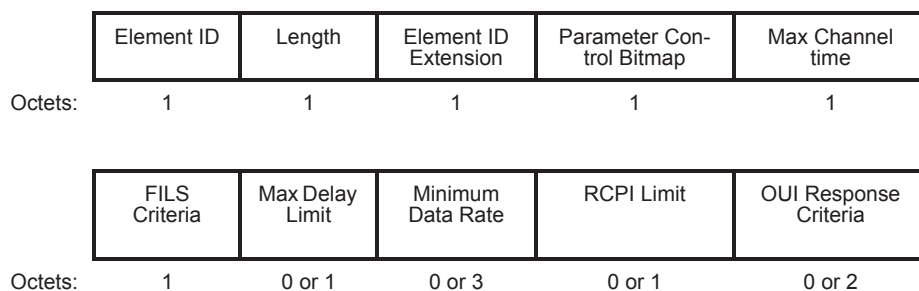 Element ID Length Element ID Extension Parameter Con-trol Bitmap Max Channel time
Octets: 1 1 1 1 1
FILS Criteria Max Delay Limit Minimum Data Rate RCPI Limit OUI Response Criteria
Octets: 1 0 or 1 0 or 3 0 or 1 0 or 2